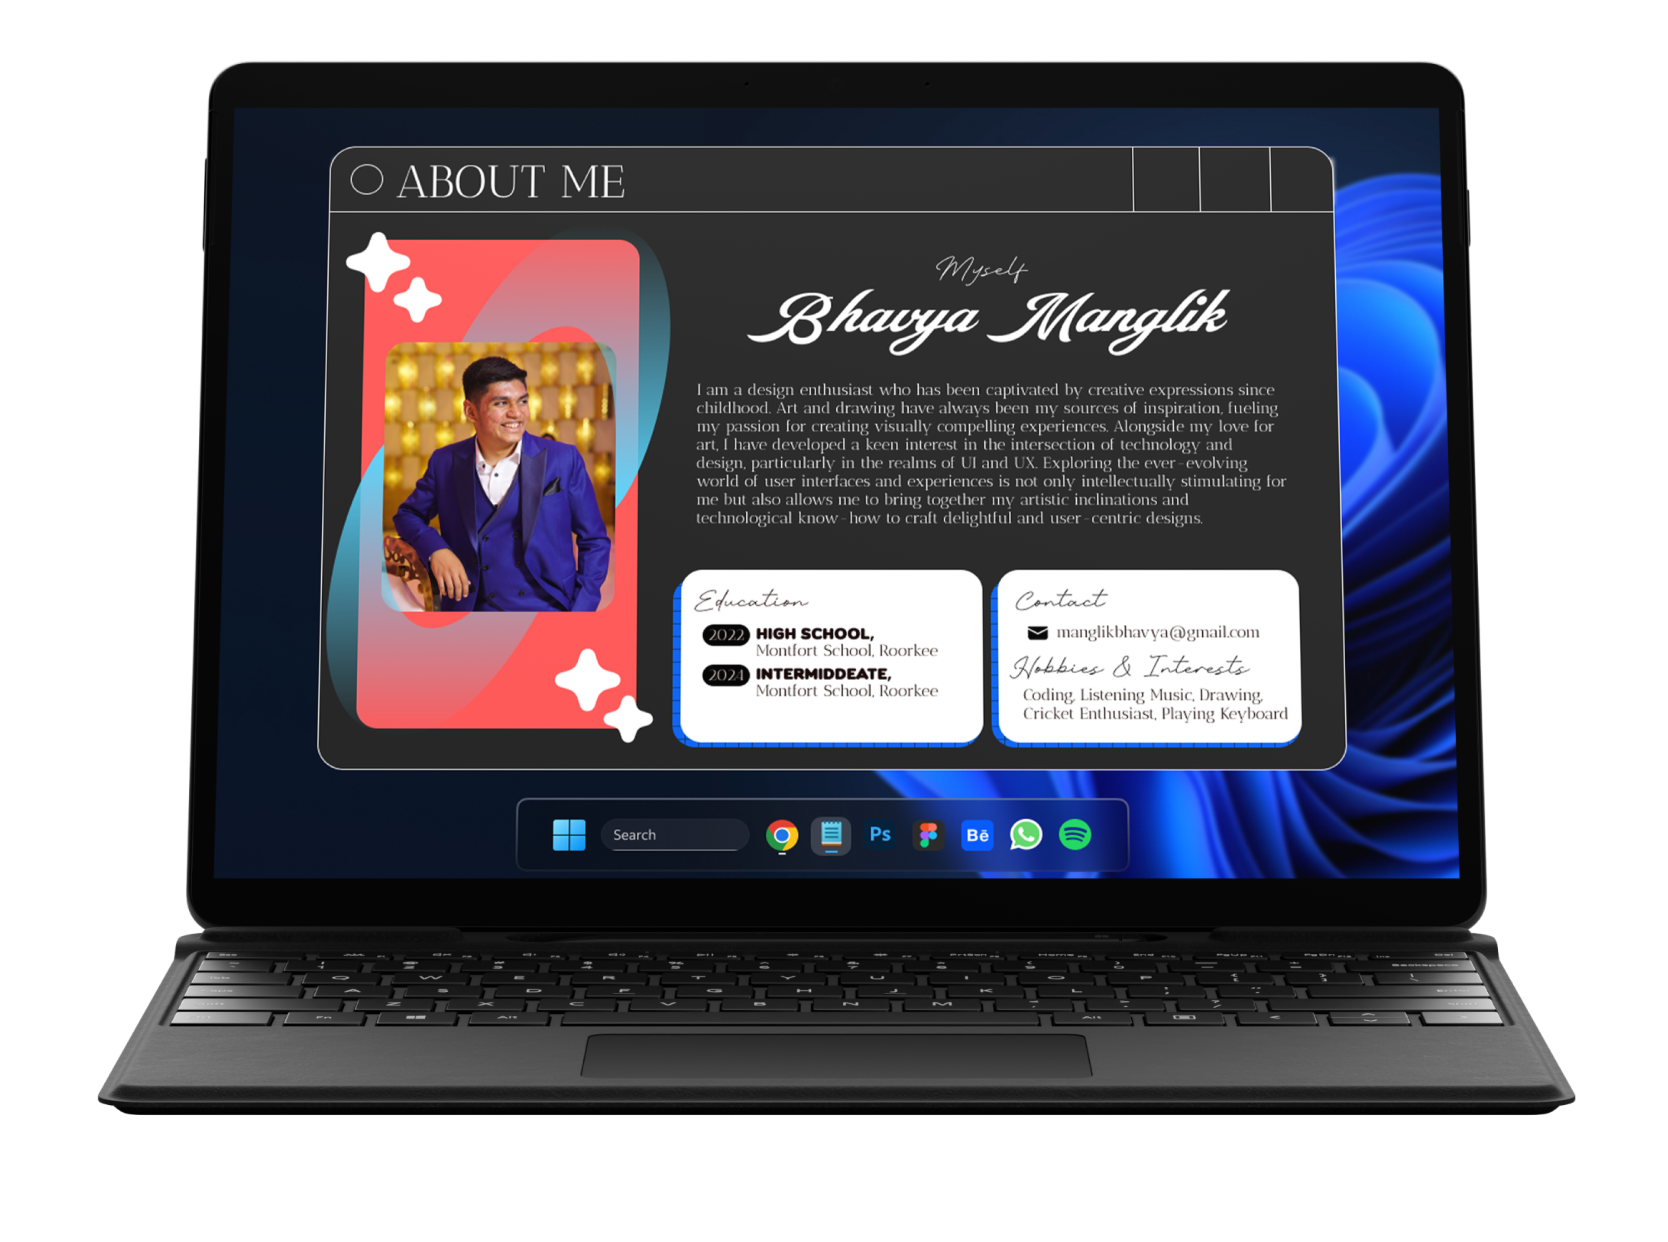 ABOUT ME
Myself
Bhavya Manglik
I am a design enthusiast who has been captivated by creative expressions since
childhood. Art and drawing have always been my sources of inspiration, fueling
my passion for creating visually compelling experiences. Alongside my love for
art, I have developed a keen interest in the intersection of technology and
design, particularly in the realms of UI and UX. Exploring the ever-evolving
world of user interfaces and experiences is not only intellectually stimulating for
me but also allows me to bring together my artistic inclinations and
technological know-how to craft delightful and user-centric designs.
Education
2022 HIGH SCHOOL,
Montfort School, Roorkee
2024 INTERMIDDEATE,
Montfort School, Roorkee
Contact
manglikbhavya@gmail.com
Hobbies & Interests
Coding, Listening Music, Drawing,
Cricket Enthusiast, Playing Keyboard
Search
Ps
Bē
Q W E R T Y U I O P
A S D F G H J K L
Z X C V B N M
Fn Alt Alt